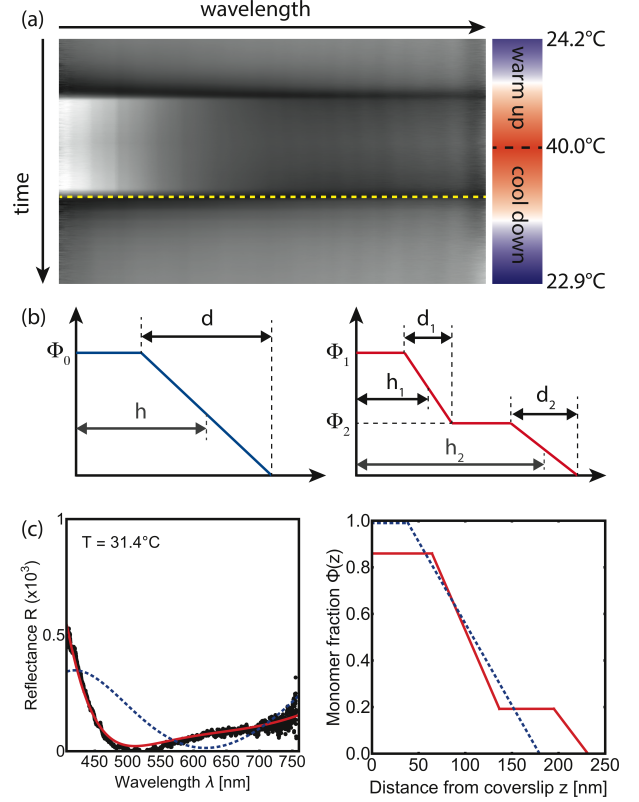 (a)
wavelength
time
24.2°C
warm up
40.0°C
cool down
22.9°C
(b)
Φ0
d
h
Φ1
Φ2
d1
h1
d2
h2
(c)
T = 31.4°C
Reflectance R (x10³)
1
0.5
0
450 500 550 600 650 700 750
Wavelength λ [nm]
Monomer fraction Φ(z)
1.0
0.8
0.6
0.4
0.2
0.0
0 50 100 150 200 250
Distance from coverslip z [nm]